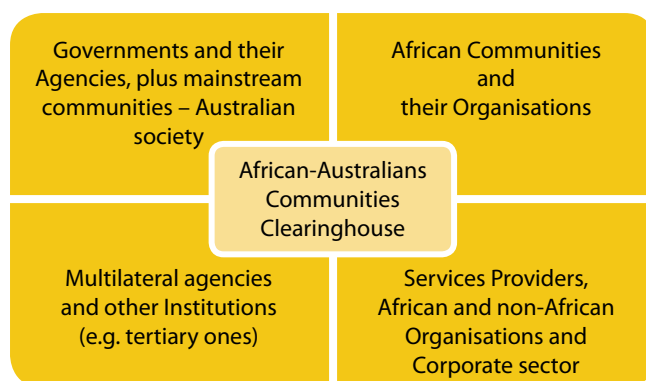 Governments and their
Agencies, plus mainstream
communities – Australian
society
African Communities
and
their Organisations
African-Australians
Communities
Clearinghouse
Multilateral agencies
and other Institutions
(e.g. tertiary ones)
Services Providers,
African and non-African
Organisations and
Corporate sector